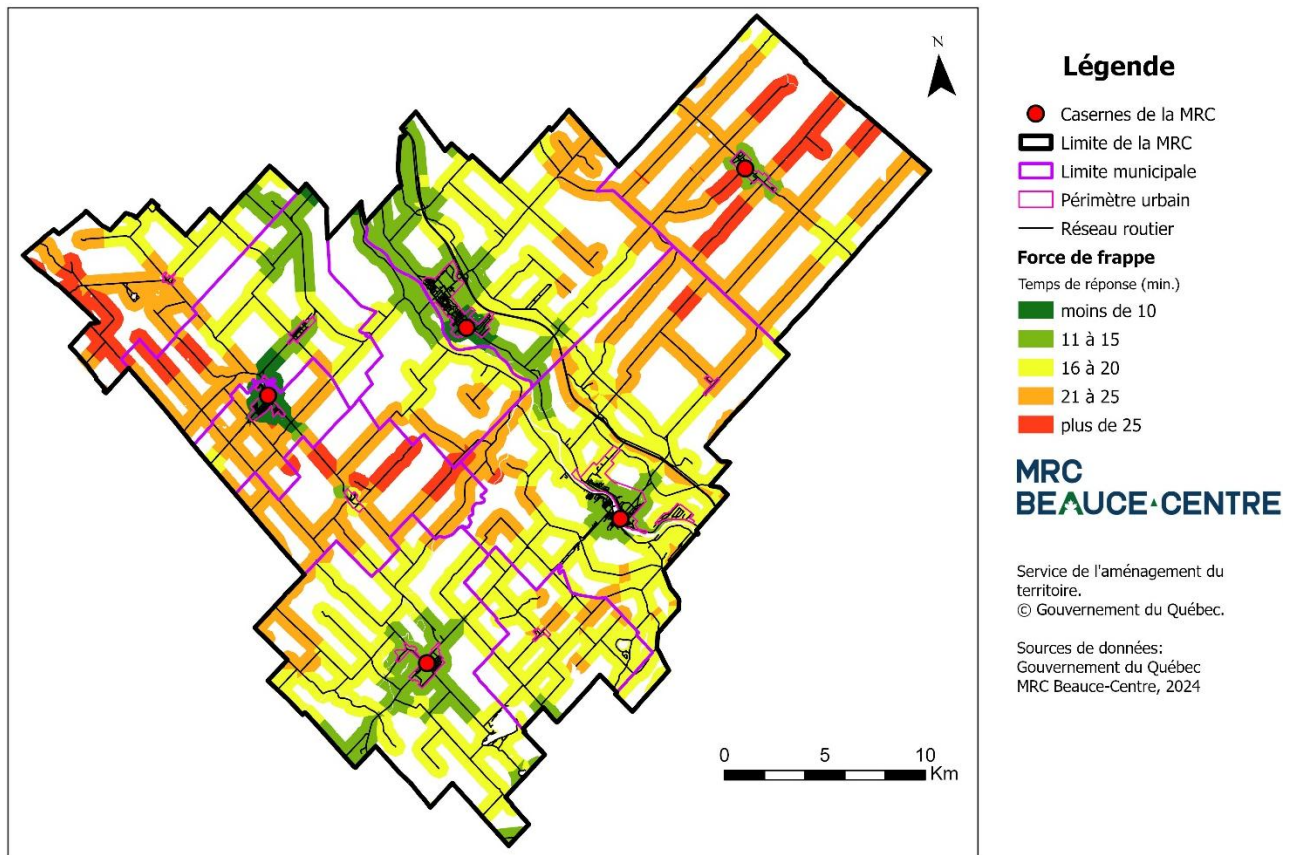 N
0 5 10
Km
Légende
Casernes de la MRC
Limite de la MRC
Limite municipale
Périmètre urbain
Réseau routier
Force de frappe
Temps de réponse (min.)
moins de 10
11 à 15
16 à 20
21 à 25
plus de 25
MRC
BEAUCE CENTRE
Service de l'aménagement du
territoire.
© Gouvernement du Québec.
Sources de données:
Gouvernement du Québec
MRC Beauce-Centre, 2024